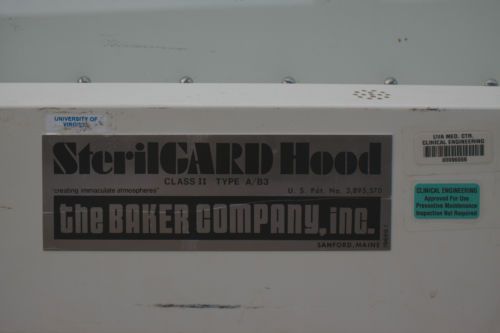 UNIVERSITY OF
VIRGINIA
SterilGARD Hood
CLASS II TYPE A/B3
"creating immaculate atmospheres"
U. S. Pat. No. 3,895,570
the BAKER COMPANY, inc.
SANFORD, MAINE
UVA MED. CTR.
CLINICAL ENGINEERING
CLINICAL ENGINEERING
Approved For Use
Preventive Maintenance
Inspection Not Required